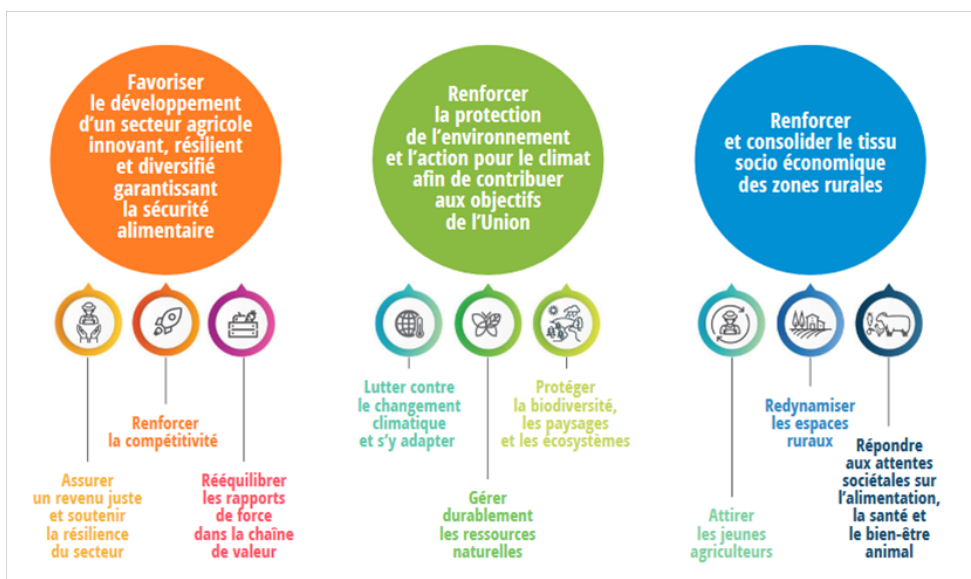 Favoriser
le développement
d'un secteur agricole
innovant, résilient
et diversifié
garantissant
la sécurité
alimentaire
Renforcer
la protection
de l'environnement
et l'action pour le climat
afin de contribuer
aux objectifs
de l'Union
Renforcer
et consolider le tissu
socio économique
des zones rurales
Assurer
un revenu juste
et soutenir
la résilience
du secteur
Renforcer
la compétitivité
Rééquilibrer
les rapports
de force
dans la chaîne
de valeur
Lutter contre
le changement
climatique
et s'y adapter
Gérer
durablement
les ressources
naturelles
Protéger
la biodiversité,
les paysages
et les écosystèmes
Attirer
les jeunes
agriculteurs
Redynamiser
les espaces
ruraux
Répondre
aux attentes
sociétales sur
l'alimentation,
la santé et
le bien-être
animal